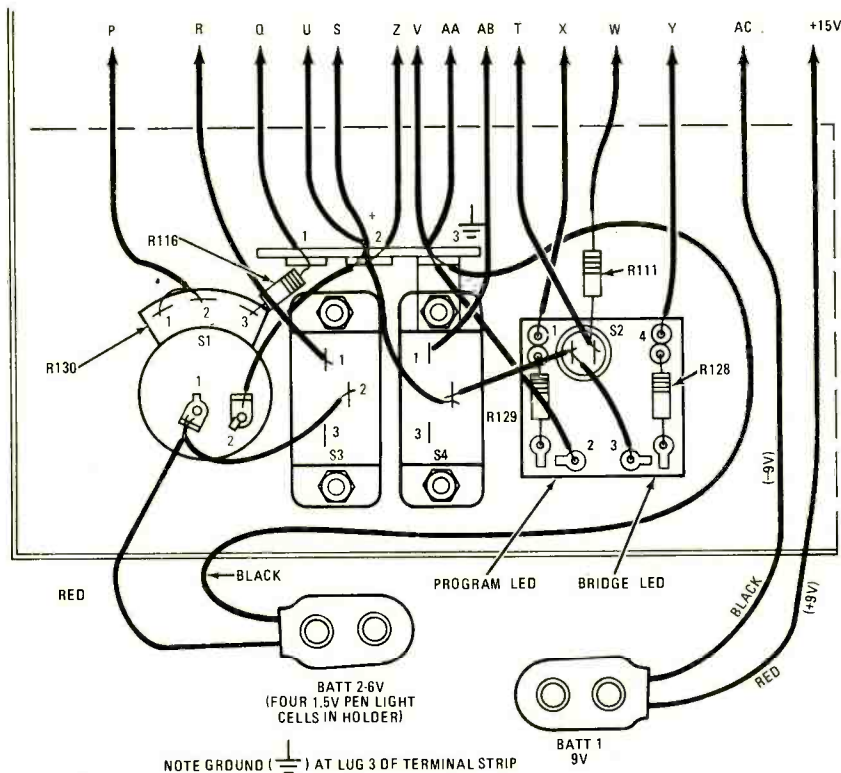 P R Q U S Z V AA AB T X W Y AC +15V
+
1 2 3
R116
R111
1 2 3
S1
S2
1 4
R130
1
1
R128
1
2
2
R129
3 3
2 3
S3 S4
(-9V)
RED
BLACK
PROGRAM LED BRIDGE LED
BLACK
(+9V)
RED
BATT 2-6V
(FOUR 1.5V PEN LIGHT
CELLS IN HOLDER)
BATT 1
9V
NOTE GROUND ( ) AT LUG 3 OF TERMINAL STRIP